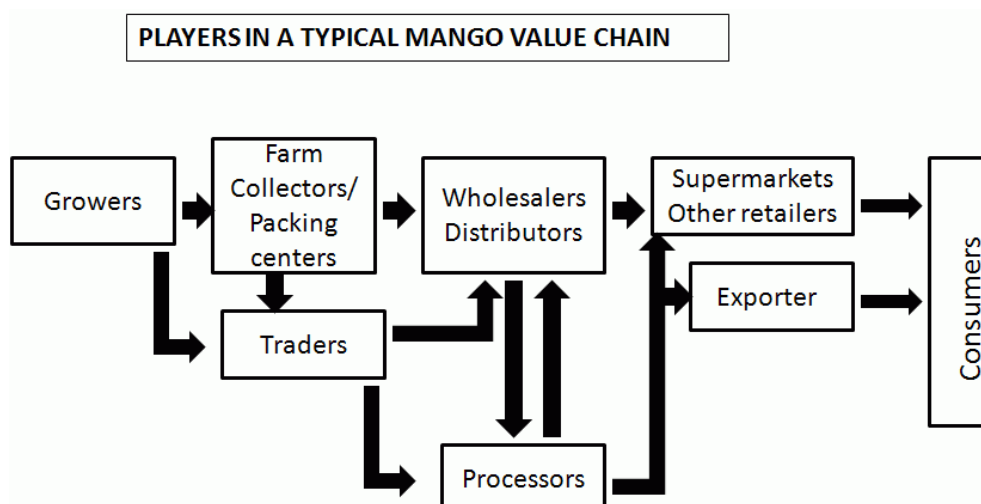 PLAYERS IN A TYPICAL MANGO VALUE CHAIN
Growers
Farm
Collectors/
Packing
centers
Wholesalers
Distributors
Supermarkets
Other retailers
Traders
Exporter
Consumers
Processors